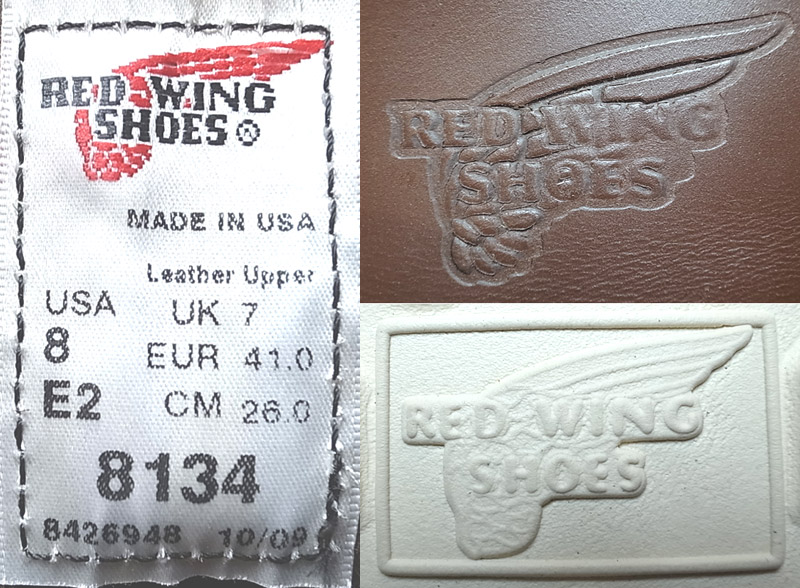 RED WING
SHOES ®
MADE IN USA
Leather Upper
USA
8
E2
UK 7
EUR 41.0
CM 26.0
8134
8426948 10/09
RED WING
SHOES
RED WING
SHOES